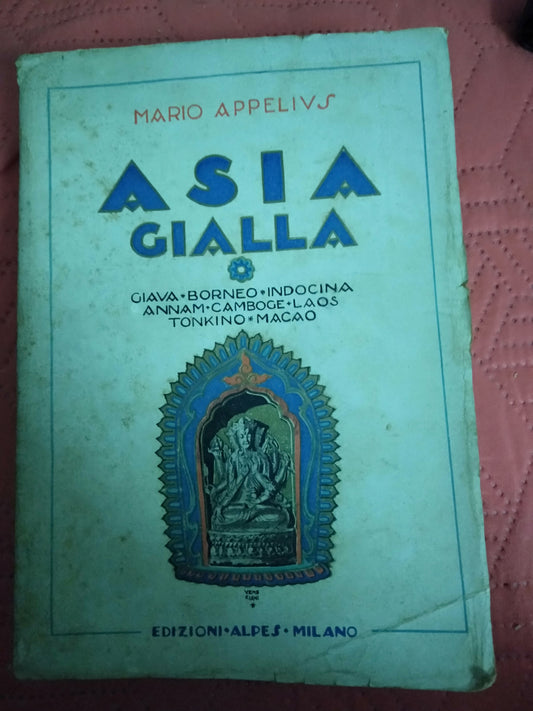 MARIO APPELIVS
ASIA
GIALLA
GIAVA • BORNEO • INDOCINA
ANNAM • CAMBOGE • LAOS
TONKINO • MACAO
EDIZIONI • ALPES • MILANO